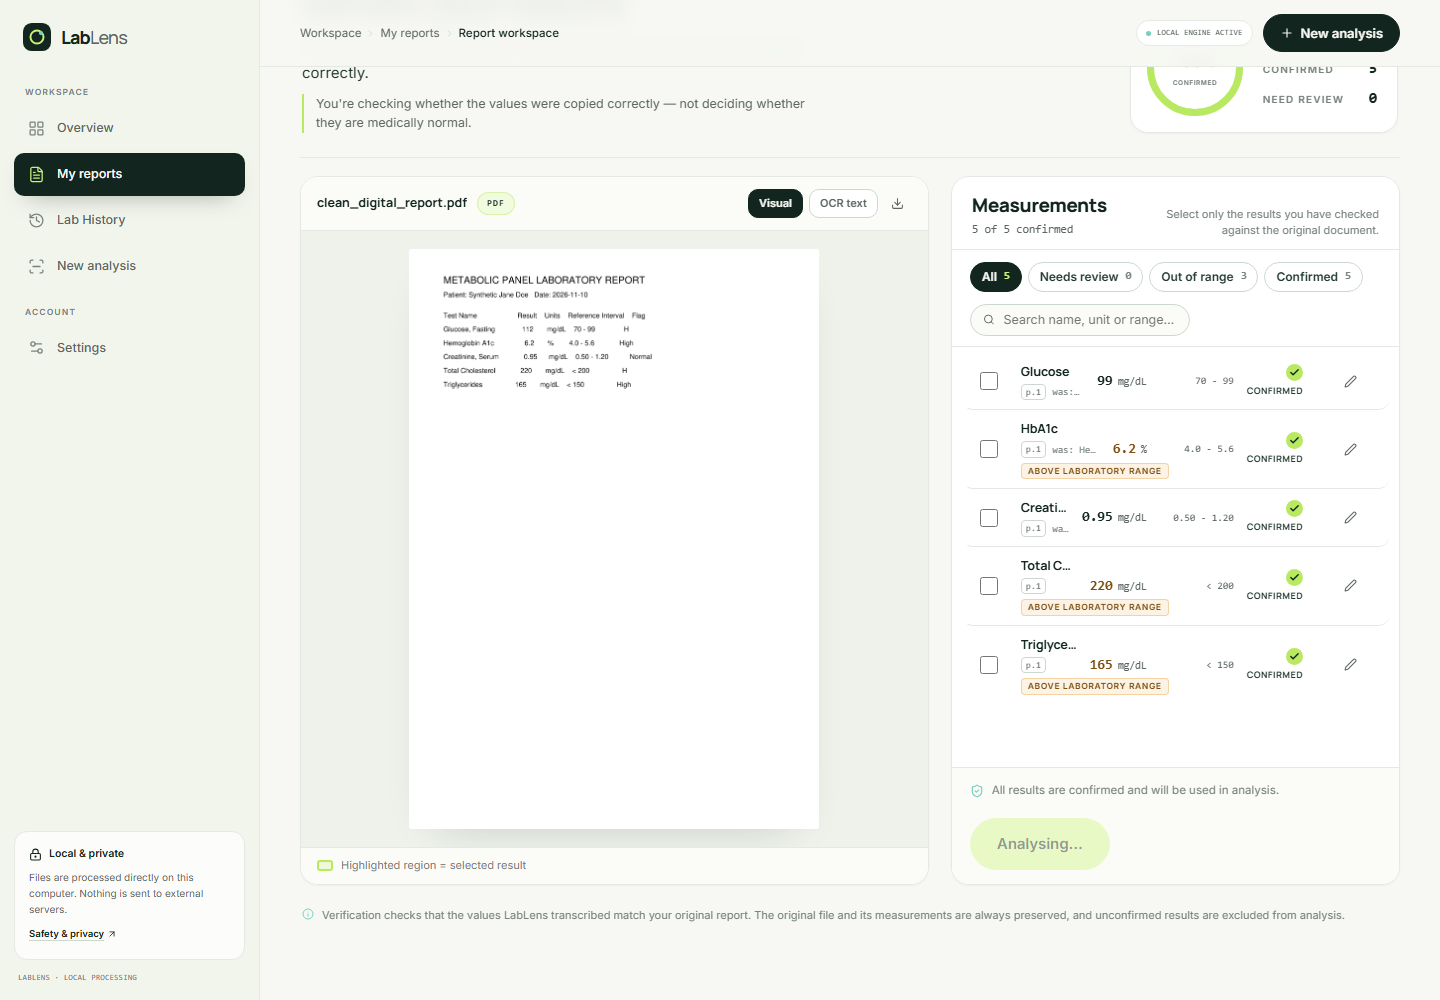 LabLens
WORKSPACE
Overview
My reports
Lab History
New analysis
ACCOUNT
Settings
Local & private
Files are processed directly on this
computer. Nothing is sent to external
servers.
Safety & privacy
LABLENS · LOCAL PROCESSING
Workspace › My reports › Report workspace
LOCAL ENGINE ACTIVE
+ New analysis
correctly.
You're checking whether the values were copied correctly — not deciding whether
they are medically normal.
CONFIRMED
CONFIRMED 5
NEED REVIEW 0
clean_digital_report.pdf PDF
Visual
OCR text
METABOLIC PANEL LABORATORY REPORT
Patient: Synthetic Jane Doe Date: 2026-11-10
Test Name Result Units Reference Interval Flag
Glucose, Fasting 112 mg/dL 70 - 99 H
Hemoglobin A1c 6.2 % 4.0 - 5.6 High
Creatinine, Serum 0.95 mg/dL 0.50 - 1.20 Normal
Total Cholesterol 220 mg/dL < 200 H
Triglycerides 165 mg/dL < 150 High
Highlighted region = selected result
Measurements
5 of 5 confirmed
Select only the results you have checked
against the original document.
All 5
Needs review 0
Out of range 3
Confirmed 5
Search name, unit or range...
Glucose
p.1 was:... 99 mg/dL 70 - 99 CONFIRMED
HbA1c
p.1 was: He... 6.2 % 4.0 - 5.6 CONFIRMED
ABOVE LABORATORY RANGE
Creati...
p.1 wa... 0.95 mg/dL 0.50 - 1.20 CONFIRMED
Total C...
p.1 220 mg/dL < 200 CONFIRMED
ABOVE LABORATORY RANGE
Triglyce...
p.1 165 mg/dL < 150 CONFIRMED
ABOVE LABORATORY RANGE
All results are confirmed and will be used in analysis.
Analysing...
Verification checks that the values LabLens transcribed match your original report. The original file and its measurements are always preserved, and unconfirmed results are excluded from analysis.